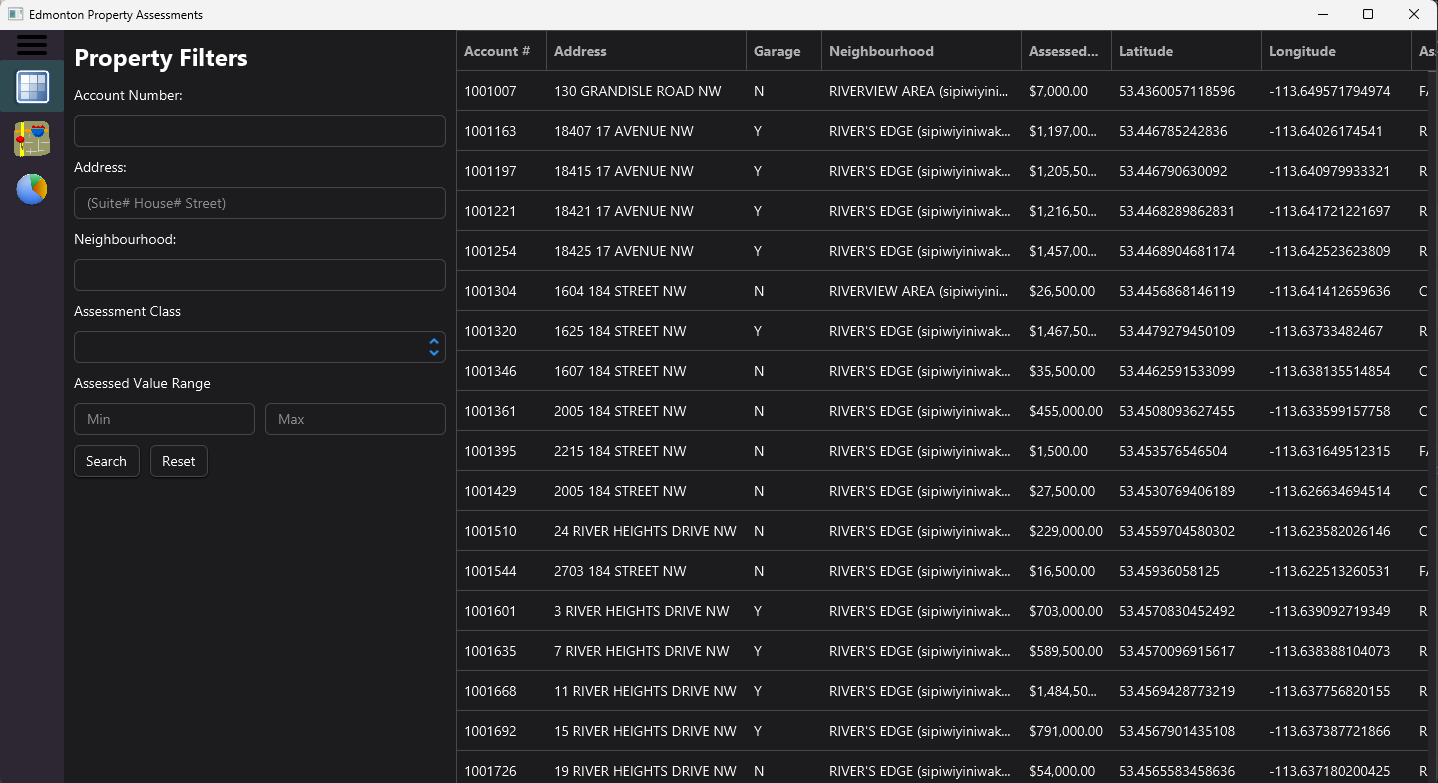 Edmonton Property Assessments
Property Filters
Account Number:
Address:
(Suite# House# Street)
Neighbourhood:
Assessment Class
Assessed Value Range
Min Max
Search Reset
Account # Address Garage Neighbourhood Assessed... Latitude Longitude As
1001007 130 GRANDISLE ROAD NW N RIVERVIEW AREA (sipiwiyini... $7,000.00 53.4360057118596 -113.649571794974 FA
1001163 18407 17 AVENUE NW Y RIVER'S EDGE (sipiwiyiniwak... $1,197,00... 53.446785242836 -113.64026174541 R
1001197 18415 17 AVENUE NW Y RIVER'S EDGE (sipiwiyiniwak... $1,205,50... 53.446790630092 -113.640979933321 R
1001221 18421 17 AVENUE NW Y RIVER'S EDGE (sipiwiyiniwak... $1,216,50... 53.4468289862831 -113.641721221697 R
1001254 18425 17 AVENUE NW Y RIVER'S EDGE (sipiwiyiniwak... $1,457,00... 53.4468904681174 -113.642523623809 R
1001304 1604 184 STREET NW N RIVERVIEW AREA (sipiwiyini... $26,500.00 53.4456868146119 -113.641412659636 C
1001320 1625 184 STREET NW Y RIVER'S EDGE (sipiwiyiniwak... $1,467,50... 53.4479279450109 -113.63733482467 R
1001346 1607 184 STREET NW N RIVER'S EDGE (sipiwiyiniwak... $35,500.00 53.4462591533099 -113.638135514854 C
1001361 2005 184 STREET NW N RIVER'S EDGE (sipiwiyiniwak... $455,000.00 53.4508093627455 -113.633599157758 C
1001395 2215 184 STREET NW N RIVER'S EDGE (sipiwiyiniwak... $1,500.00 53.453576546504 -113.631649512315 FA
1001429 2005 184 STREET NW N RIVER'S EDGE (sipiwiyiniwak... $27,500.00 53.4530769406189 -113.626634694514 C
1001510 24 RIVER HEIGHTS DRIVE NW N RIVER'S EDGE (sipiwiyiniwak... $229,000.00 53.4559704580302 -113.623582026146 C
1001544 2703 184 STREET NW N RIVER'S EDGE (sipiwiyiniwak... $16,500.00 53.45936058125 -113.622513260531 FA
1001601 3 RIVER HEIGHTS DRIVE NW Y RIVER'S EDGE (sipiwiyiniwak... $703,000.00 53.4570830452492 -113.639092719349 R
1001635 7 RIVER HEIGHTS DRIVE NW Y RIVER'S EDGE (sipiwiyiniwak... $589,500.00 53.4570096915617 -113.638388104073 R
1001668 11 RIVER HEIGHTS DRIVE NW Y RIVER'S EDGE (sipiwiyiniwak... $1,484,50... 53.4569428773219 -113.637756820155 R
1001692 15 RIVER HEIGHTS DRIVE NW Y RIVER'S EDGE (sipiwiyiniwak... $791,000.00 53.4567901435108 -113.637387721866 R
1001726 19 RIVER HEIGHTS DRIVE NW N RIVER'S EDGE (sipiwiyiniwak... $54,000.00 53.4565583458636 -113.637180200425 R